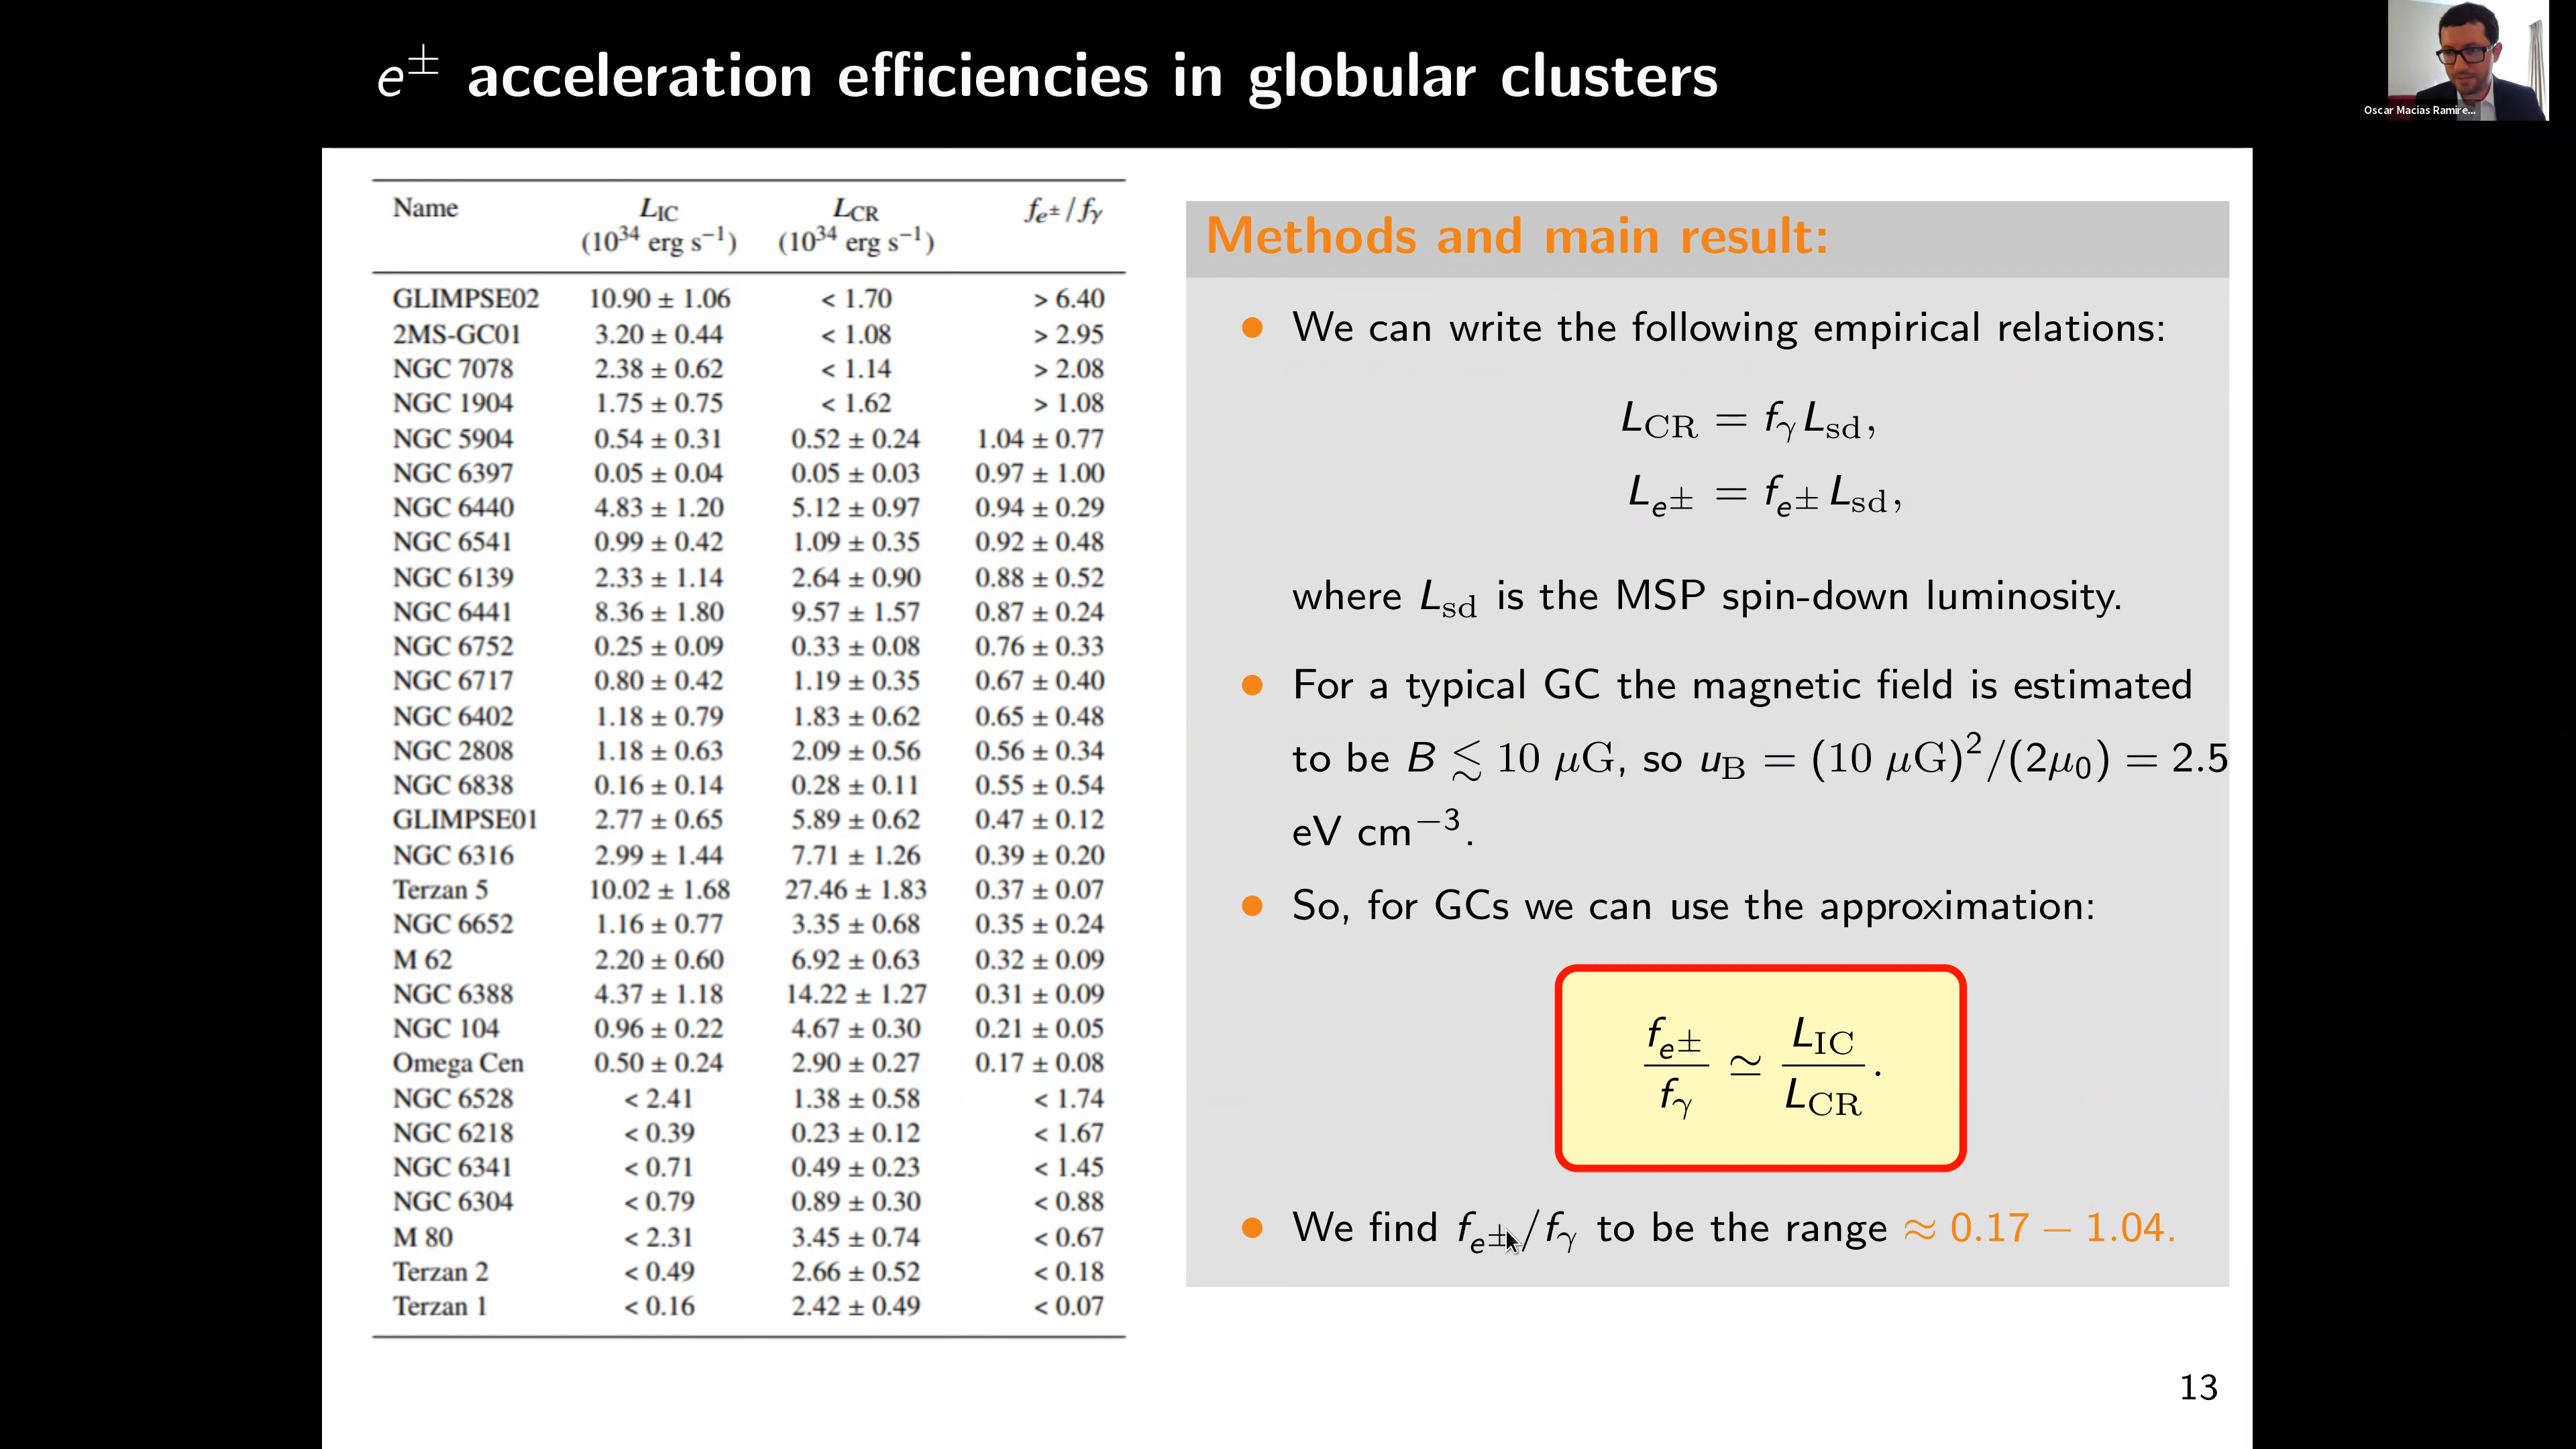 e± acceleration efficiencies in globular clusters
Oscar Macias Ramire...
Name L_IC L_CR f_e±/f_γ
(10^34 erg s^−1) (10^34 erg s^−1)
GLIMPSE02 10.90 ± 1.06 < 1.70 > 6.40
2MS-GC01 3.20 ± 0.44 < 1.08 > 2.95
NGC 7078 2.38 ± 0.62 < 1.14 > 2.08
NGC 1904 1.75 ± 0.75 < 1.62 > 1.08
NGC 5904 0.54 ± 0.31 0.52 ± 0.24 1.04 ± 0.77
NGC 6397 0.05 ± 0.04 0.05 ± 0.03 0.97 ± 1.00
NGC 6440 4.83 ± 1.20 5.12 ± 0.97 0.94 ± 0.29
NGC 6541 0.99 ± 0.42 1.09 ± 0.35 0.92 ± 0.48
NGC 6139 2.33 ± 1.14 2.64 ± 0.90 0.88 ± 0.52
NGC 6441 8.36 ± 1.80 9.57 ± 1.57 0.87 ± 0.24
NGC 6752 0.25 ± 0.09 0.33 ± 0.08 0.76 ± 0.33
NGC 6717 0.80 ± 0.42 1.19 ± 0.35 0.67 ± 0.40
NGC 6402 1.18 ± 0.79 1.83 ± 0.62 0.65 ± 0.48
NGC 2808 1.18 ± 0.63 2.09 ± 0.56 0.56 ± 0.34
NGC 6838 0.16 ± 0.14 0.28 ± 0.11 0.55 ± 0.54
GLIMPSE01 2.77 ± 0.65 5.89 ± 0.62 0.47 ± 0.12
NGC 6316 2.99 ± 1.44 7.71 ± 1.26 0.39 ± 0.20
Terzan 5 10.02 ± 1.68 27.46 ± 1.83 0.37 ± 0.07
NGC 6652 1.16 ± 0.77 3.35 ± 0.68 0.35 ± 0.24
M 62 2.20 ± 0.60 6.92 ± 0.63 0.32 ± 0.09
NGC 6388 4.37 ± 1.18 14.22 ± 1.27 0.31 ± 0.09
NGC 104 0.96 ± 0.22 4.67 ± 0.30 0.21 ± 0.05
Omega Cen 0.50 ± 0.24 2.90 ± 0.27 0.17 ± 0.08
NGC 6528 < 2.41 1.38 ± 0.58 < 1.74
NGC 6218 < 0.39 0.23 ± 0.12 < 1.67
NGC 6341 < 0.71 0.49 ± 0.23 < 1.45
NGC 6304 < 0.79 0.89 ± 0.30 < 0.88
M 80 < 2.31 3.45 ± 0.74 < 0.67
Terzan 2 < 0.49 2.66 ± 0.52 < 0.18
Terzan 1 < 0.16 2.42 ± 0.49 < 0.07
Methods and main result:
• We can write the following empirical relations:
L_CR = f_γ L_sd,
L_e± = f_e± L_sd,
where L_sd is the MSP spin-down luminosity.
• For a typical GC the magnetic field is estimated
to be B ≲ 10 μG, so u_B = (10 μG)^2/(2μ_0) = 2.5
eV cm^−3.
• So, for GCs we can use the approximation:
f_e±/f_γ ≃ L_IC/L_CR.
• We find f_e±/f_γ to be the range ≈ 0.17 − 1.04.
13